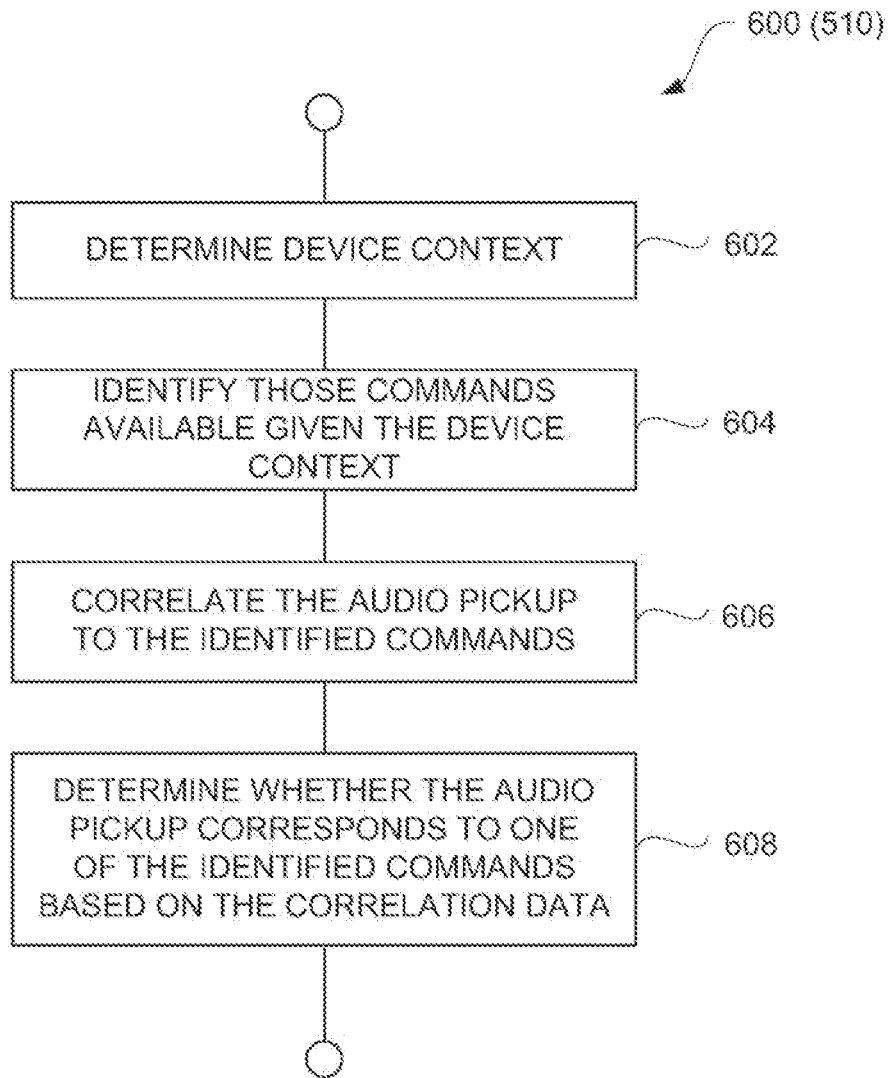 600 (510)
DETERMINE DEVICE CONTEXT
602
IDENTIFY THOSE COMMANDS
AVAILABLE GIVEN THE DEVICE
CONTEXT
604
CORRELATE THE AUDIO PICKUP
TO THE IDENTIFIED COMMANDS
606
DETERMINE WHETHER THE AUDIO
PICKUP CORRESPONDS TO ONE
OF THE IDENTIFIED COMMANDS
BASED ON THE CORRELATION DATA
608